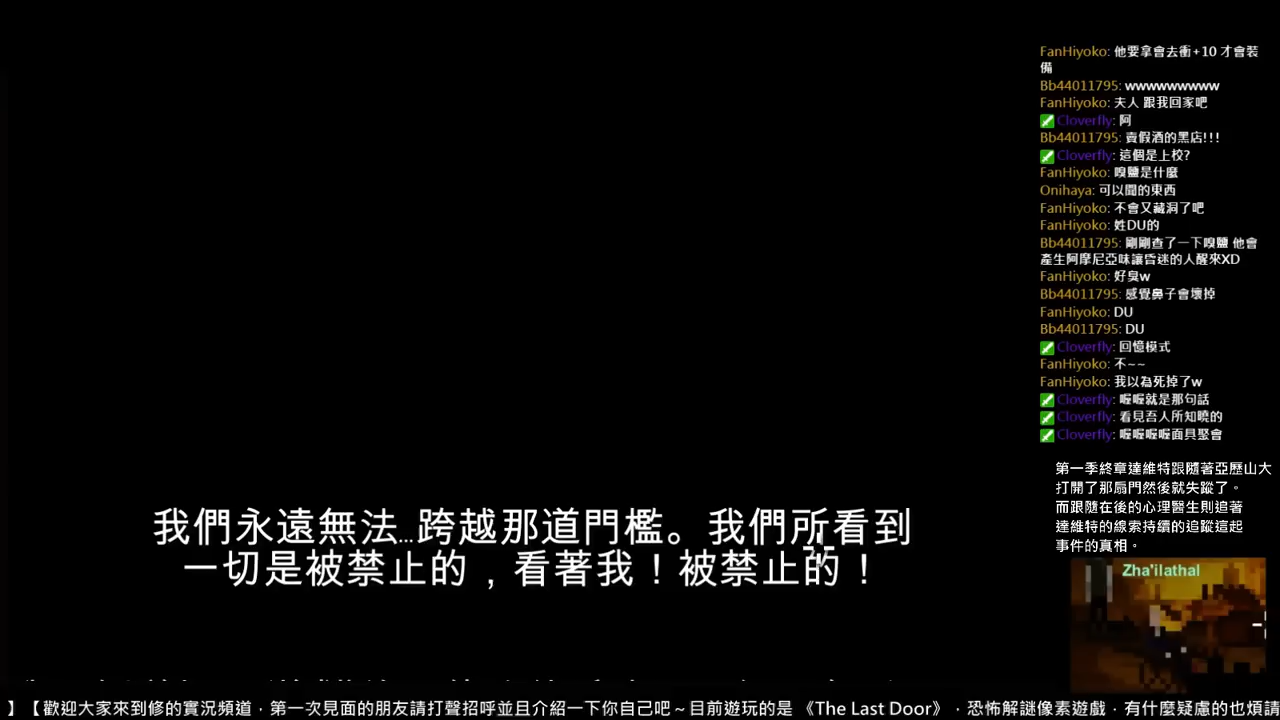 FanHiyoko: 他要拿會去衝+10 才會裝
備
Bb44011795: wwwwwwwww
FanHiyoko: 夫人 跟我回家吧
Cloverfly: 阿
Bb44011795: 賣假酒的黑店!!!
Cloverfly: 這個是上校?
FanHiyoko: 嗅鹽是什麼
Onihaya: 可以聞的東西
FanHiyoko: 不會又藏洞了吧
FanHiyoko: 姓DU的
Bb44011795: 剛剛查了一下嗅鹽 他會
產生阿摩尼亞味讓昏迷的人醒來XD
FanHiyoko: 好臭w
Bb44011795: 感覺鼻子會壞掉
FanHiyoko: DU
Bb44011795: DU
Cloverfly: 回憶模式
FanHiyoko: 不~~
FanHiyoko: 我以為死掉了w
Cloverfly: 喔喔就是那句話
Cloverfly: 看見吾人所知曉的
Cloverfly: 喔喔喔喔面具聚會
第一季終章達維特跟隨著亞歷山大
打開了那扇門然後就失蹤了。
而跟隨在後的心理醫生則追著
達維特的線索持續的追蹤這起
事件的真相。
我們永遠無法…跨越那道門檻。我們所看到
一切是被禁止的，看著我！被禁止的！
Zha'ilathal
】【歡迎大家來到修的實況頻道，第一次見面的朋友請打聲招呼並且介紹一下你自己吧～目前遊玩的是 《The Last Door》，恐怖解謎像素遊戲，有什麼疑慮的也煩請